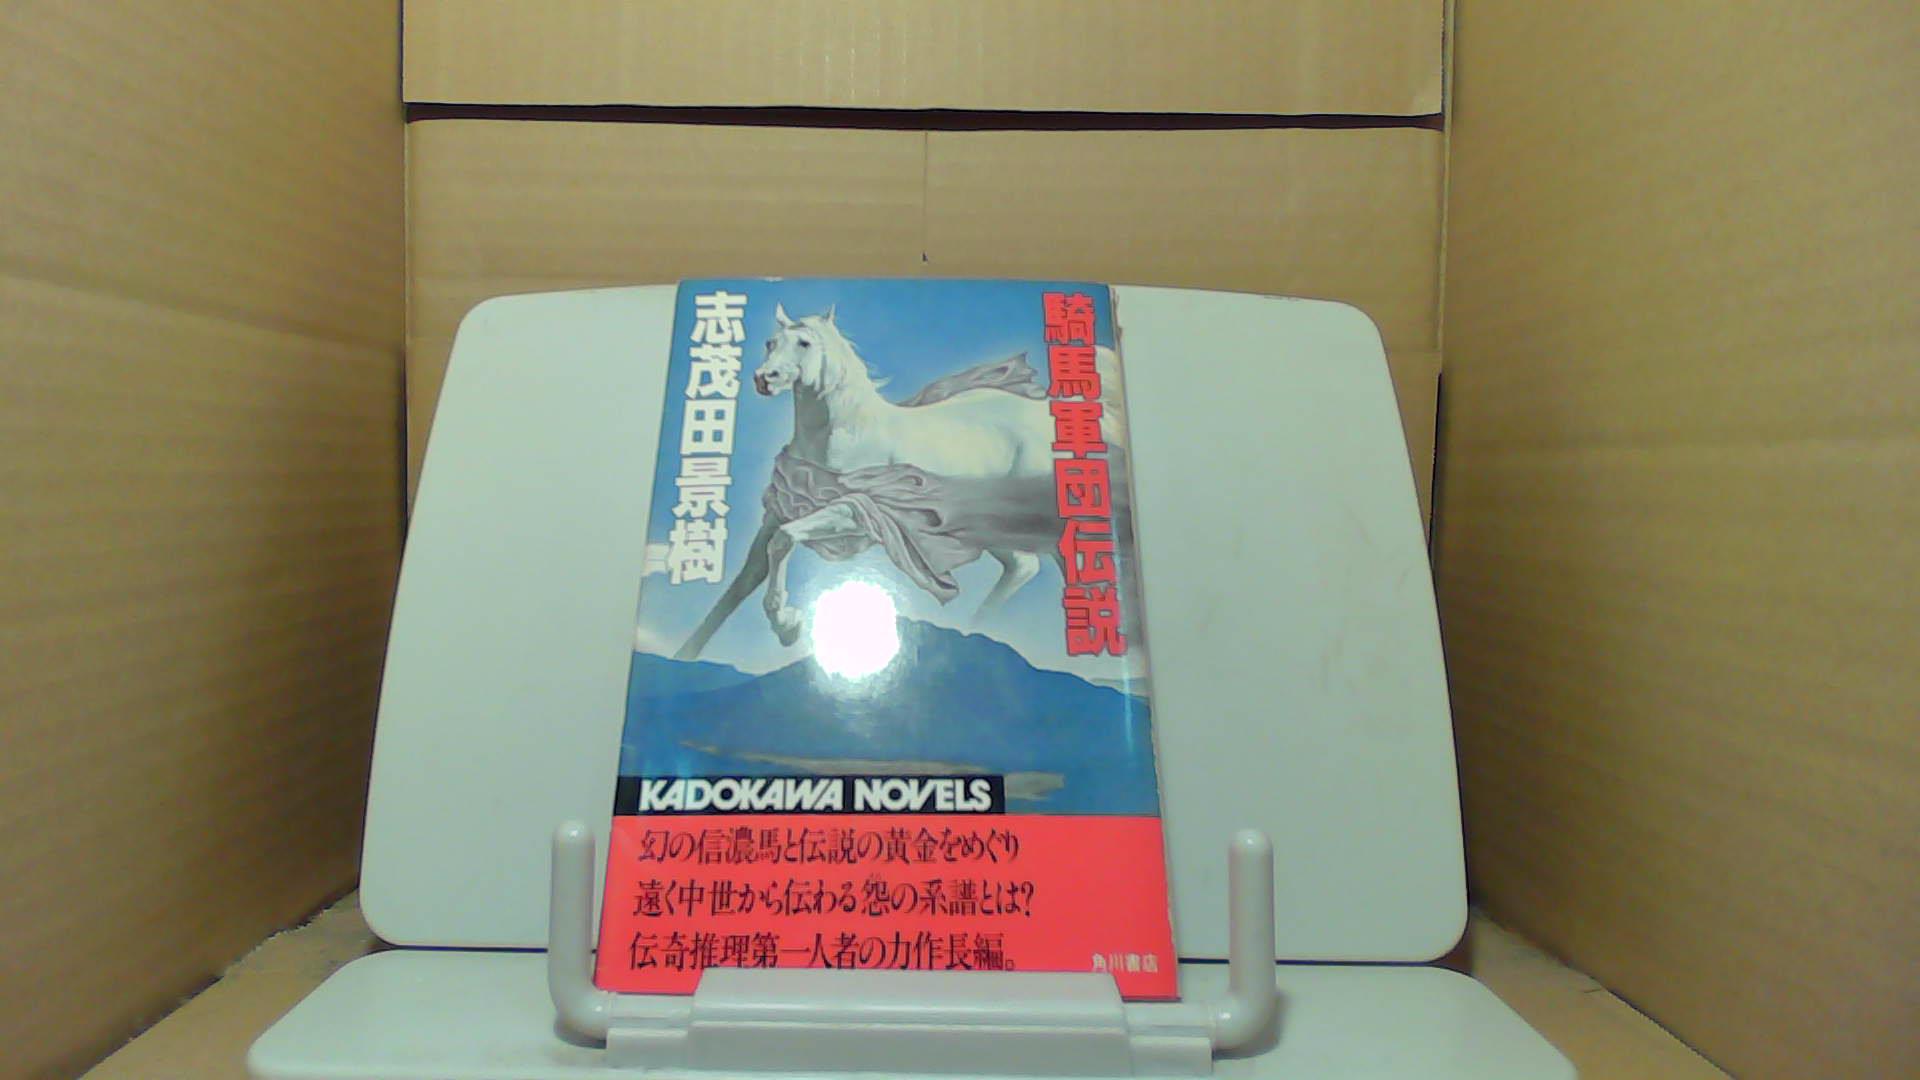 騎馬軍団伝説
志茂田景樹
KADOKAWA NOVELS
幻の信濃馬と伝説の黄金をめぐり
遠く中世から伝わる怨の系譜とは?
伝奇推理第一人者の力作長編。
角川書店